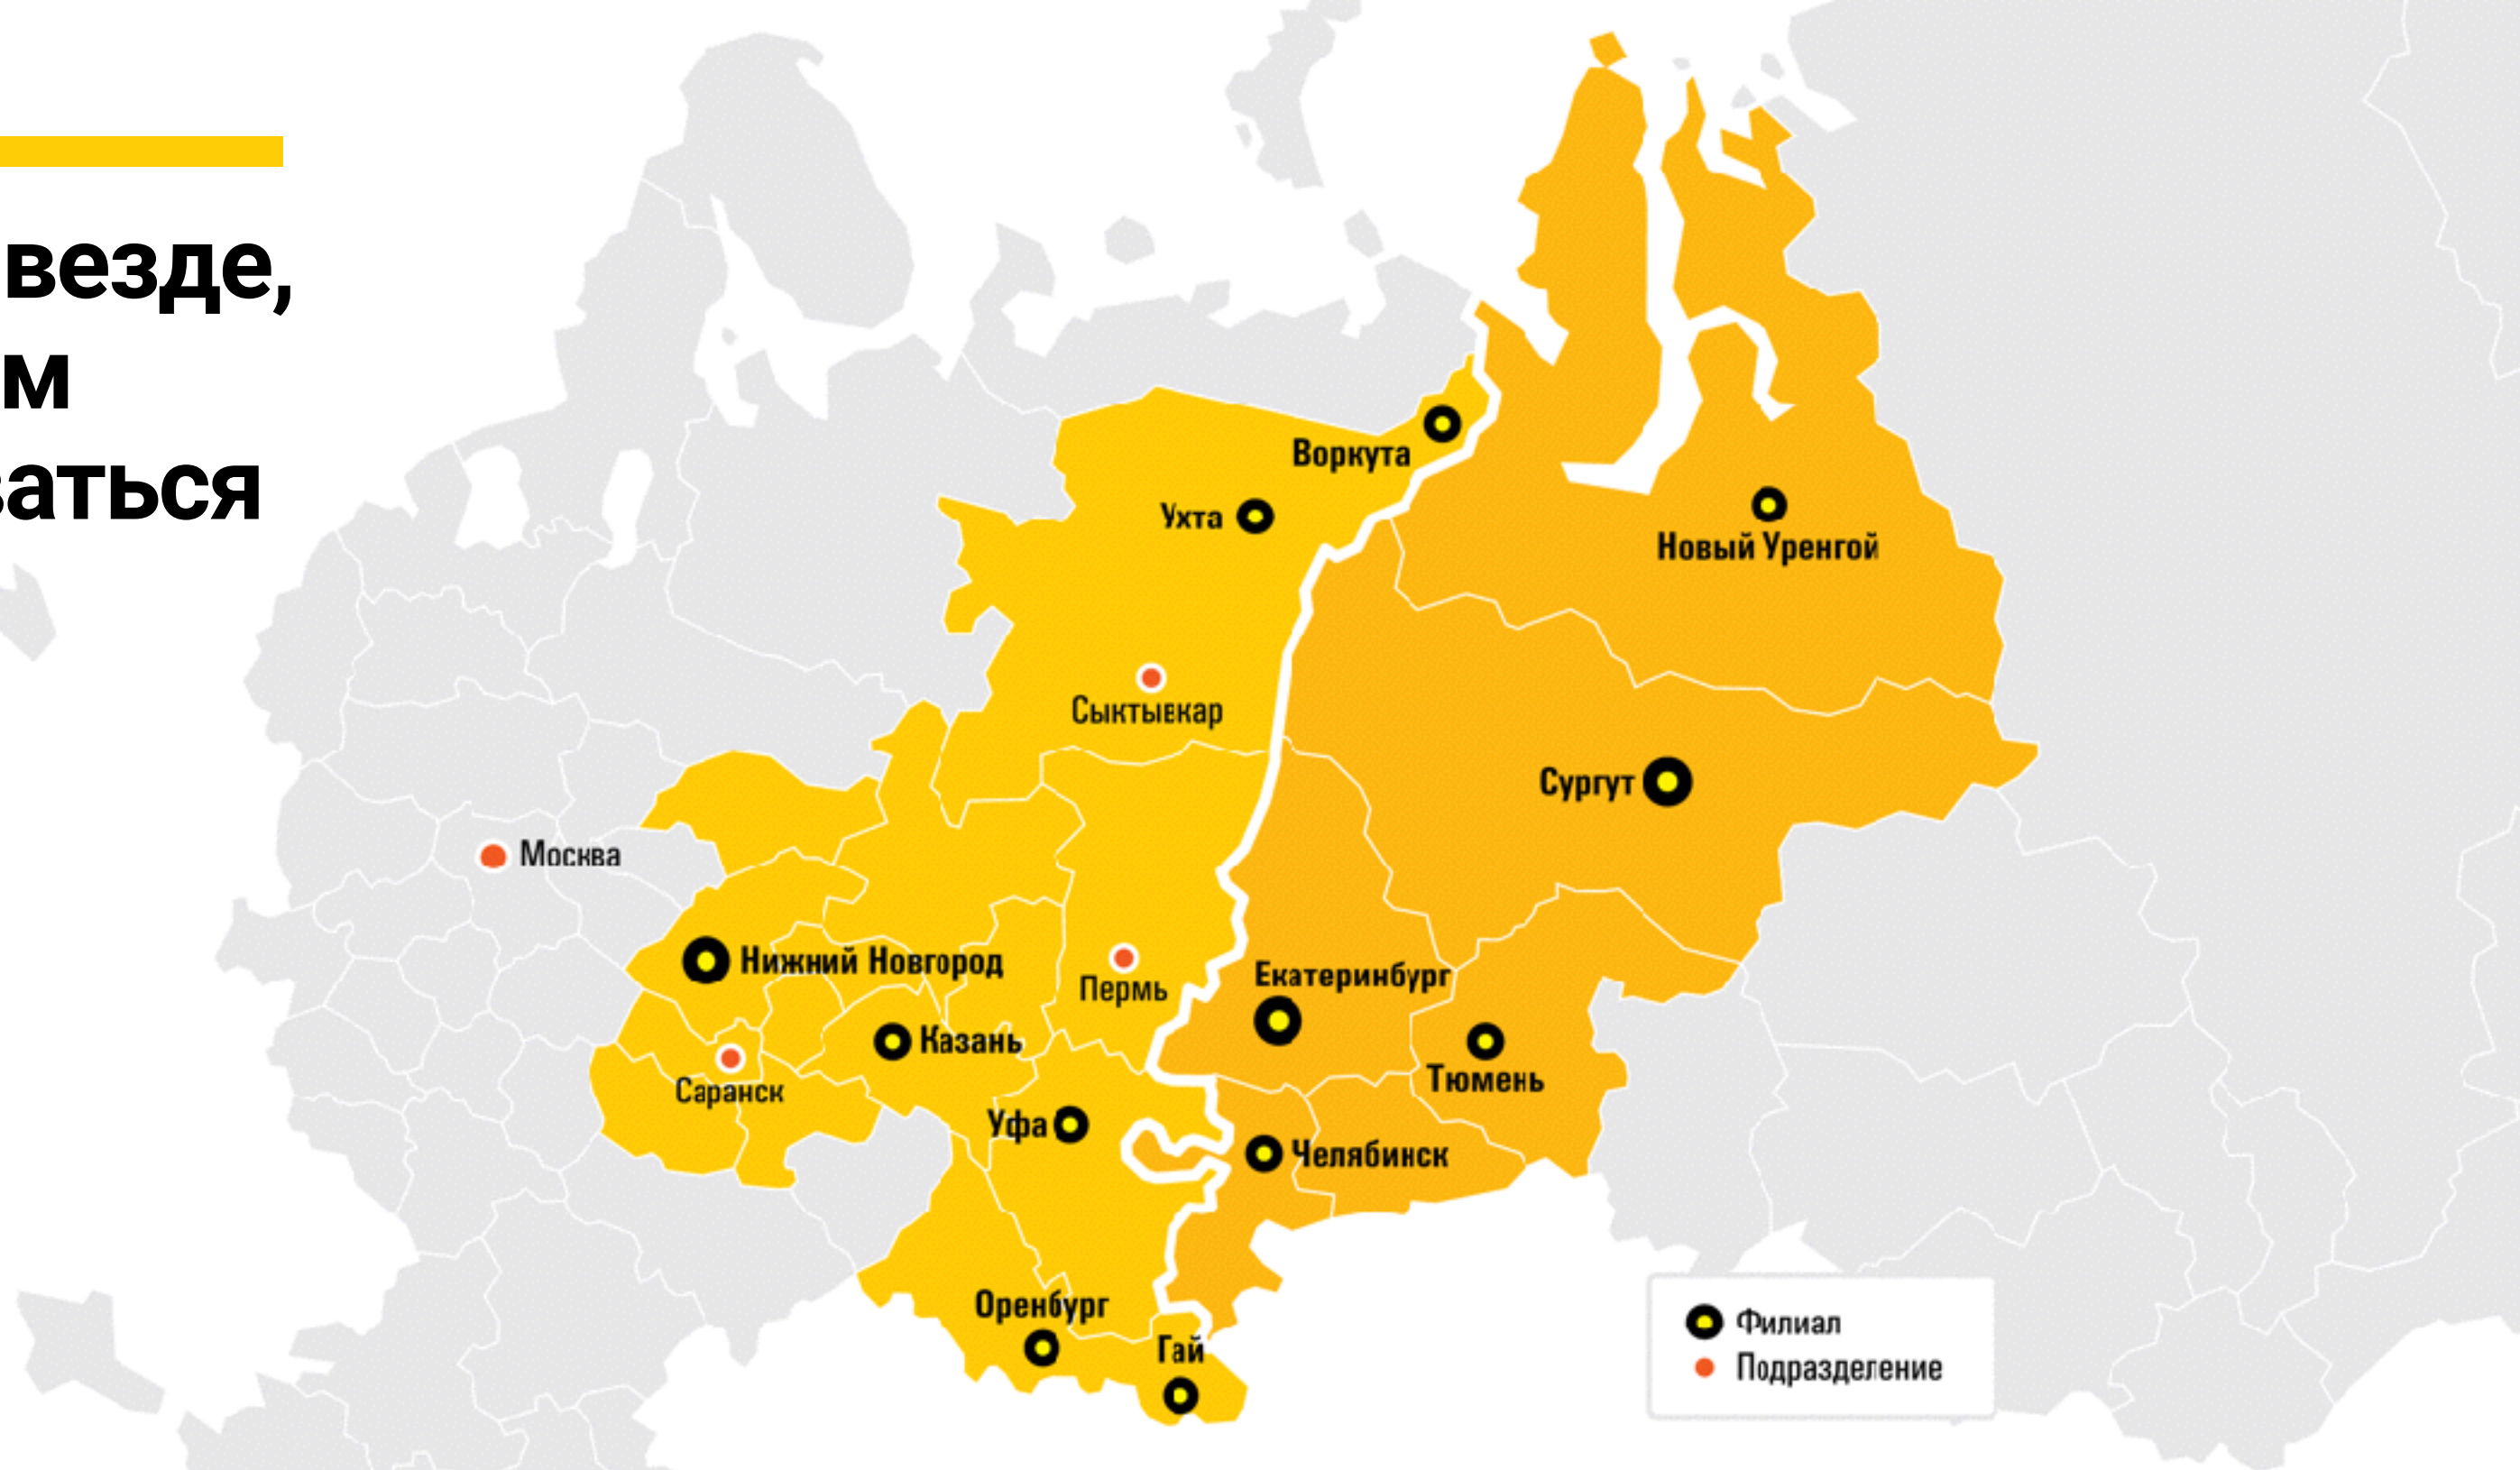 везде,
м
ваться
Воркута
Ухта
Новый Уренгой
Сыктывкар
Сургут
Москва
Нижний Новгород
Екатеринбург
Пермь
Казань
Тюмень
Саранск
Уфа
Челябинск
Оренбург
Гай
Филиал
Подразделение